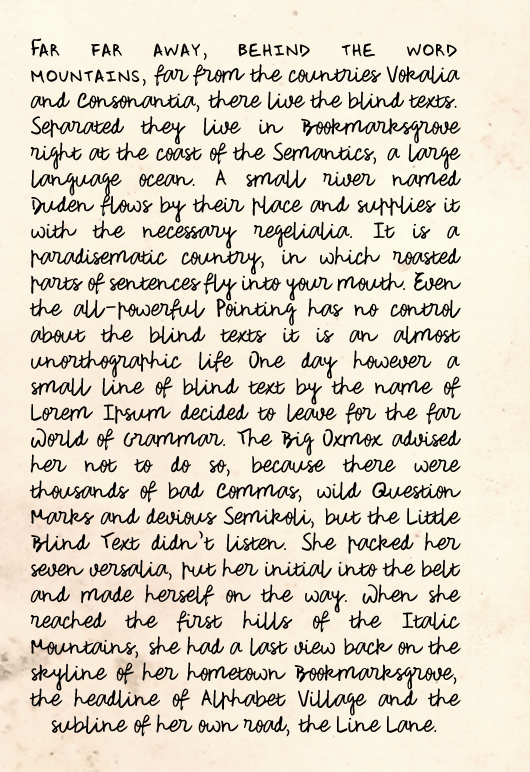 FAR FAR AWAY, BEHIND THE WORD
MOUNTAINS, far from the countries Vokalia
and Consonantia, there live the blind texts.
Separated they live in Bookmarksgrove
right at the coast of the Semantics, a large
language ocean. A small river named
Duden flows by their place and supplies it
with the necessary regelialia. It is a
paradisematic country, in which roasted
parts of sentences fly into your mouth. Even
the all-powerful Pointing has no control
about the blind texts it is an almost
unorthographic life One day however a
small line of blind text by the name of
Lorem Ipsum decided to leave for the far
World of Grammar. The Big Oxmox advised
her not to do so, because there were
thousands of bad Commas, wild Question
Marks and devious Semikoli, but the Little
Blind Text didn't listen. She packed her
seven versalia, put her initial into the belt
and made herself on the way. When she
reached the first hills of the Italic
Mountains, she had a last view back on the
skyline of her hometown Bookmarksgrove,
the headline of Alphabet Village and the
subline of her own road, the Line Lane.